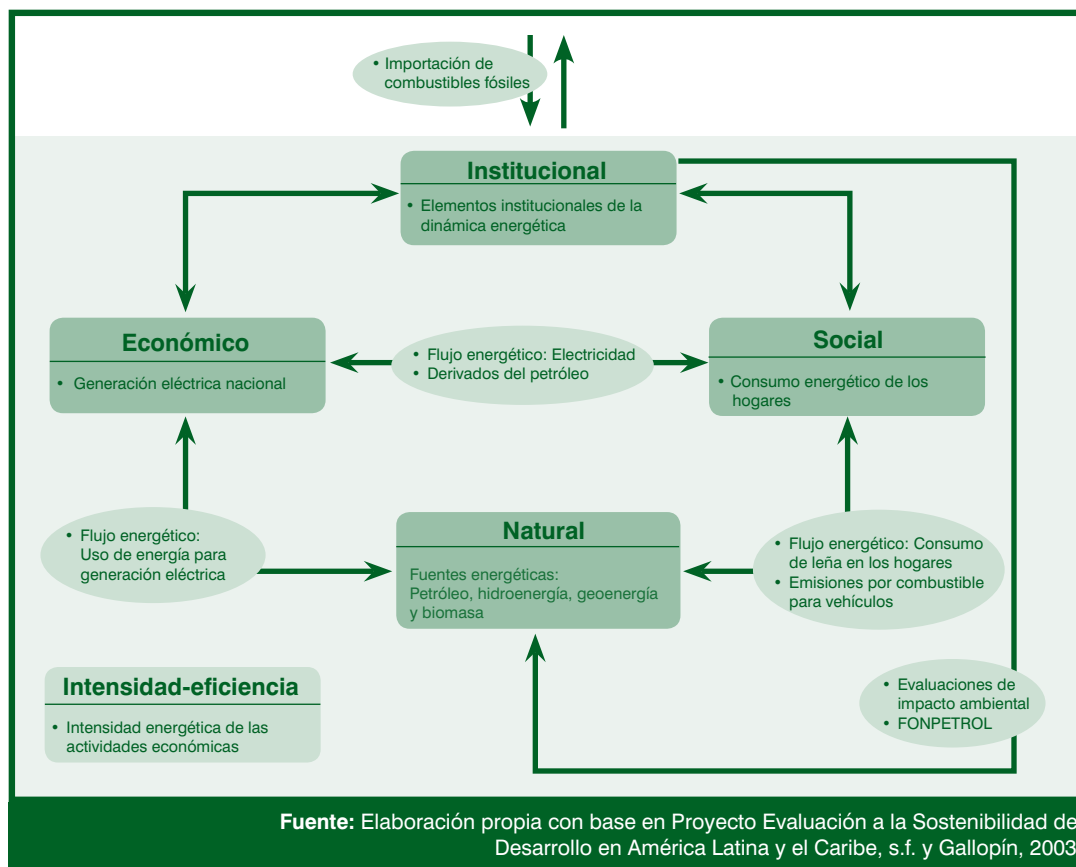 • Importación de
combustibles fósiles
Institucional
• Elementos institucionales de la
dinámica energética
Económico
• Generación eléctrica nacional
• Flujo energético: Electricidad
• Derivados del petróleo
Social
• Consumo energético de los
hogares
• Flujo energético:
Uso de energía para
generación eléctrica
Natural
Fuentes energéticas:
Petróleo, hidroenergía, geoenergía
y biomasa
• Flujo energético: Consumo
de leña en los hogares
• Emisiones por combustible
para vehículos
Intensidad-eficiencia
• Intensidad energética de las
actividades económicas
• Evaluaciones de
impacto ambiental
• FONPETROL
Fuente: Elaboración propia con base en Proyecto Evaluación a la Sostenibilidad de
Desarrollo en América Latina y el Caribe, s.f. y Gallopín, 2003